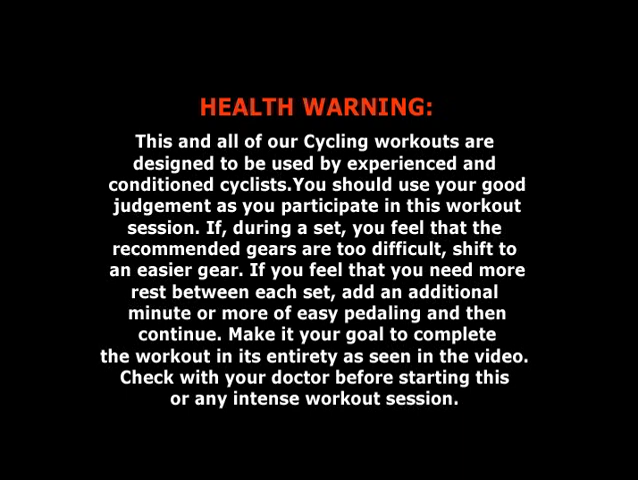 HEALTH WARNING:
This and all of our Cycling workouts are
designed to be used by experienced and
conditioned cyclists.You should use your good
judgement as you participate in this workout
session. If, during a set, you feel that the
recommended gears are too difficult, shift to
an easier gear. If you feel that you need more
rest between each set, add an additional
minute or more of easy pedaling and then
continue. Make it your goal to complete
the workout in its entirety as seen in the video.
Check with your doctor before starting this
or any intense workout session.